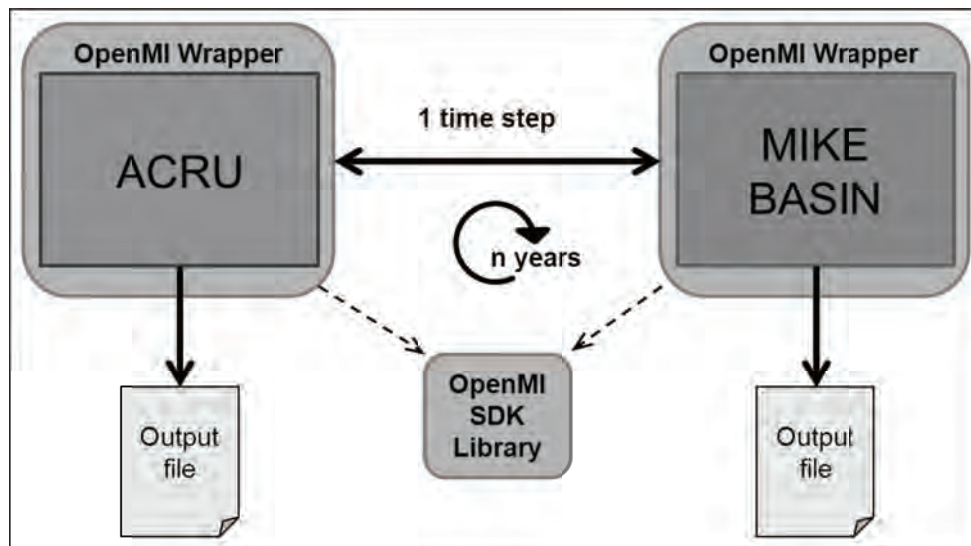 OpenMI Wrapper
ACRU
1 time step
n years
OpenMI Wrapper
MIKE
BASIN
OpenMI
SDK
Library
Output
file
Output
file